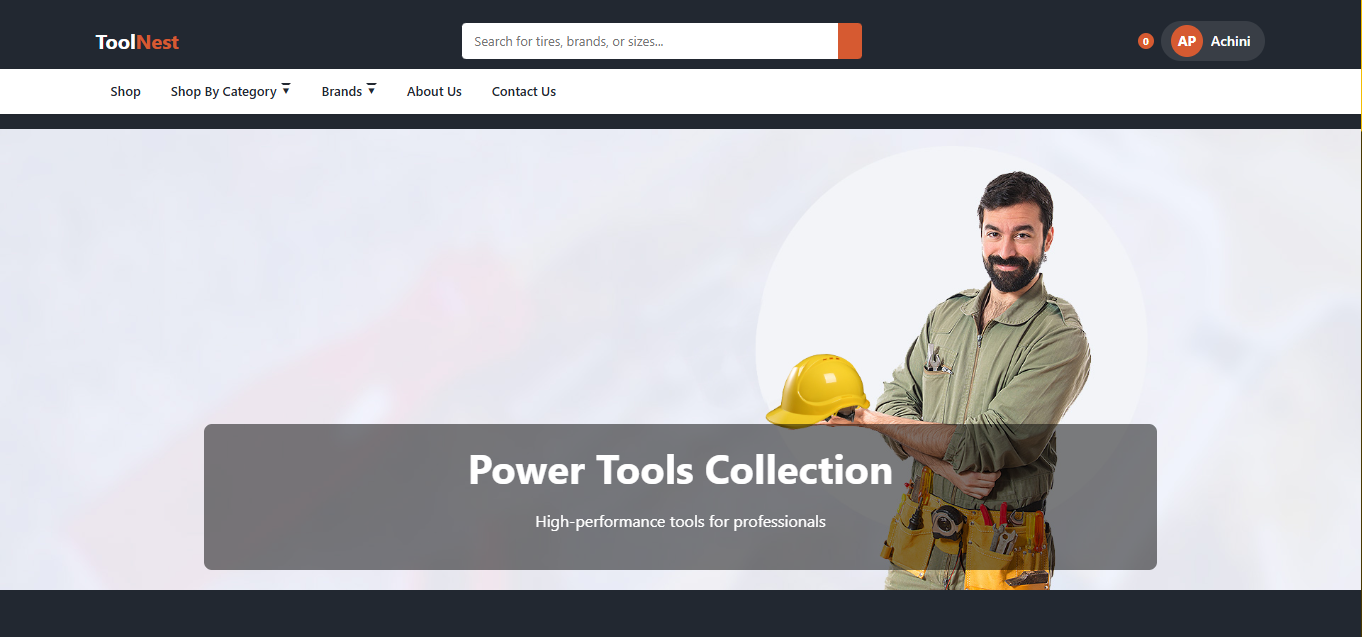 ToolNest
Search for tires, brands, or sizes...
0
AP
Achini
Shop
Shop By Category
Brands
About Us
Contact Us
Power Tools Collection
High-performance tools for professionals